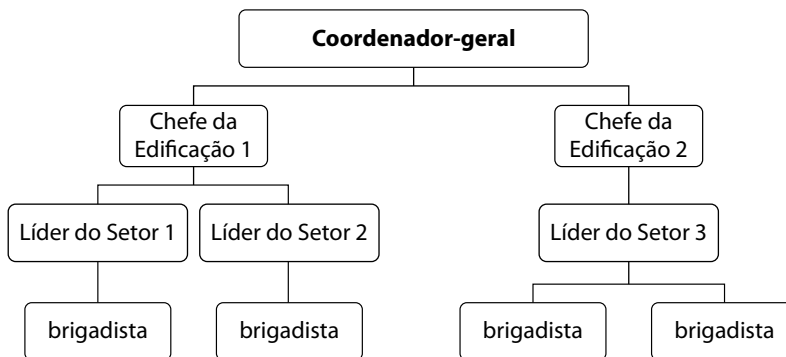 Coordenador-geral
Chefe da
Edificação 1
Chefe da
Edificação 2
Líder do Setor 1
Líder do Setor 2
Líder do Setor 3
brigadista
brigadista
brigadista
brigadista